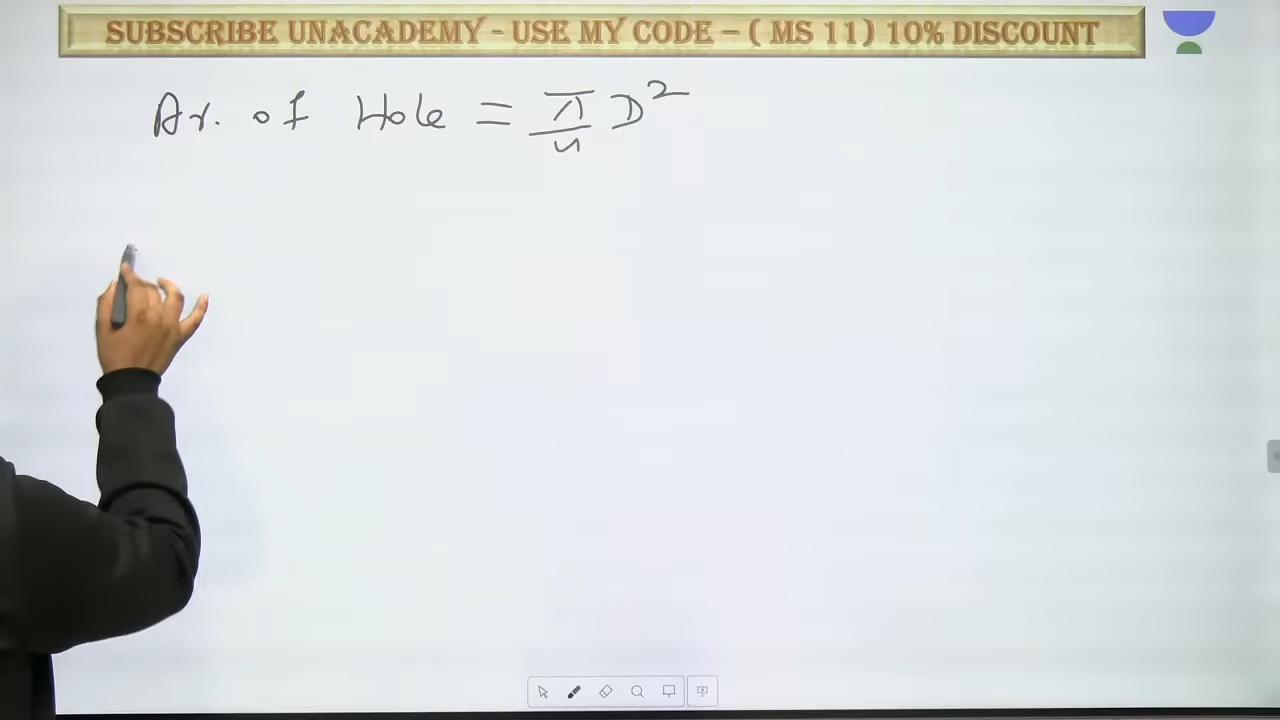 SUBSCRIBE UNACADEMY - USE MY CODE – ( MS 11) 10% DISCOUNT
Ar. of Hole = π/4 D²